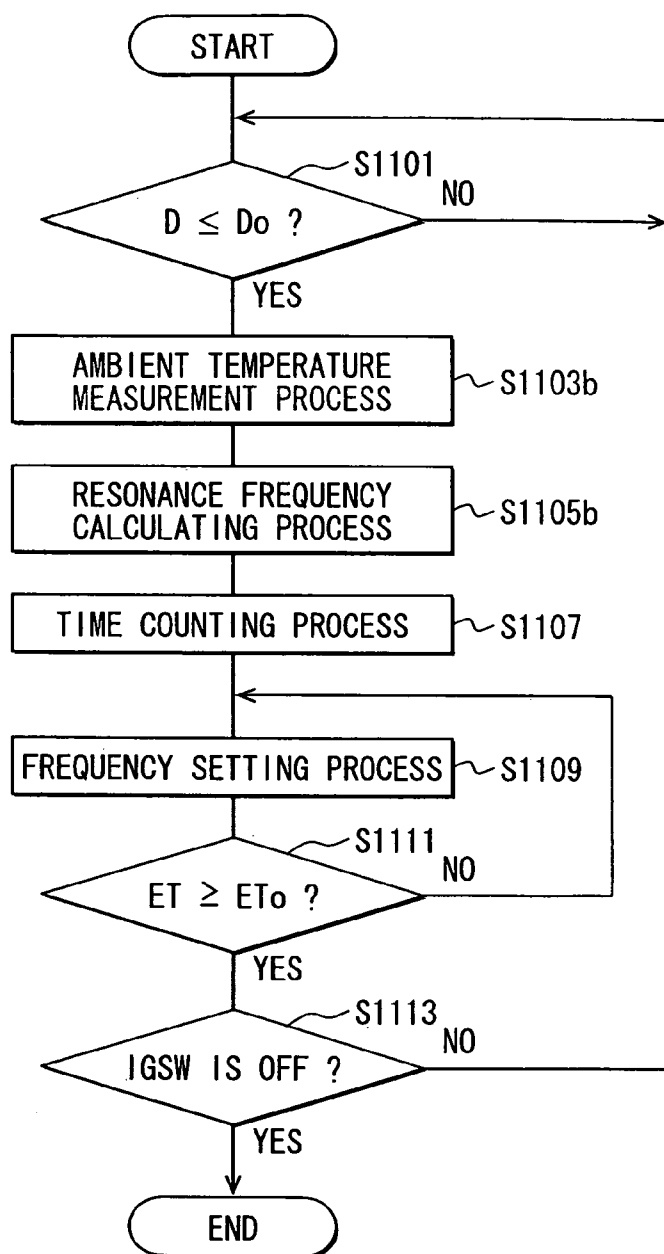 START
S1101
D ≤ Do ?
NO
YES
AMBIENT TEMPERATURE
MEASUREMENT PROCESS
S1103b
RESONANCE FREQUENCY
CALCULATING PROCESS
S1105b
TIME COUNTING PROCESS
S1107
FREQUENCY SETTING PROCESS
S1109
S1111
ET ≥ ETo ?
NO
YES
S1113
IGSW IS OFF ?
NO
YES
END